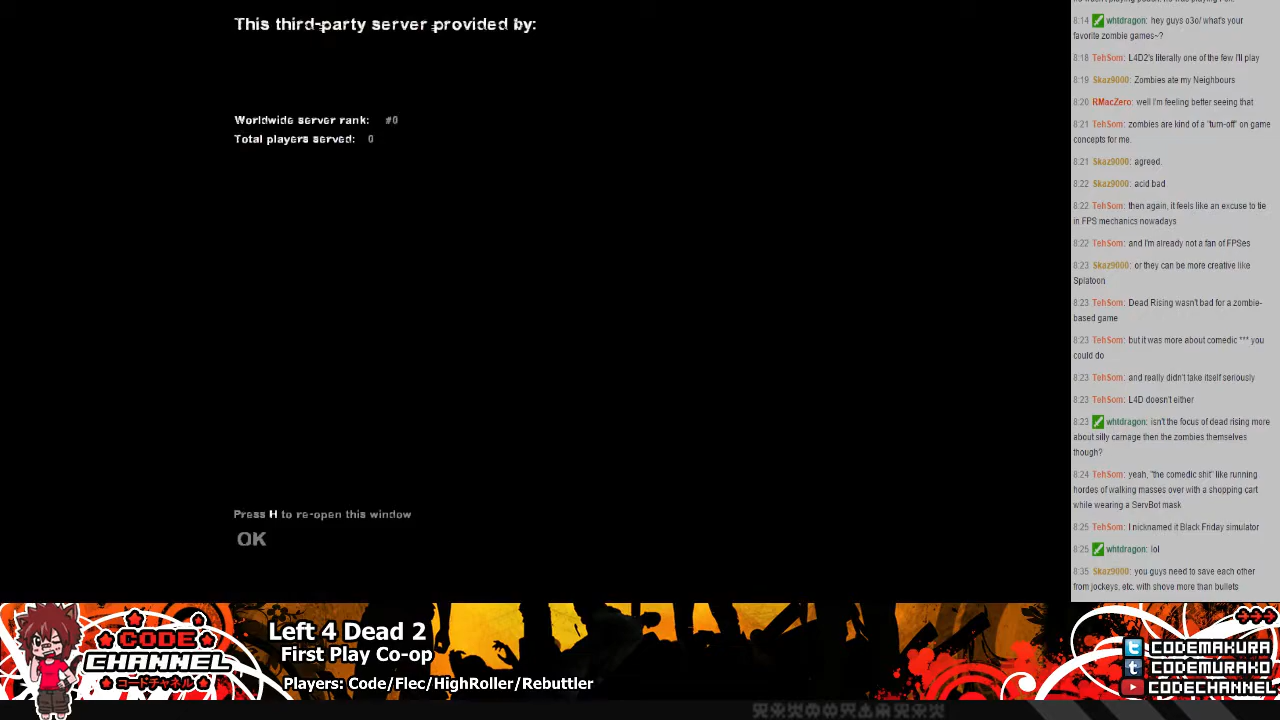 This third-party server provided by:
Worldwide server rank: #0
Total players served: 0
Press H to re-open this window
OK
8:14 whtdragon: hey guys o3o/ what's your
favorite zombie games~?
8:18 TehSom: L4D2's literally one of the few I'll play
8:19 Skaz9000: Zombies ate my Neighbours
8:20 RMacZero: well I'm feeling better seeing that
8:21 TehSom: zombies are kind of a "turn-off" on game
concepts for me.
8:21 Skaz9000: agreed.
8:22 Skaz9000: acid bad
8:22 TehSom: then again, it feels like an excuse to tie
in FPS mechanics nowadays
8:22 TehSom: and I'm already not a fan of FPSes
8:23 Skaz9000: or they can be more creative like
Splatoon
8:23 TehSom: Dead Rising wasn't bad for a zombie-
based game
8:23 TehSom: but it was more about comedic *** you
could do
8:23 TehSom: and really didn't take itself seriously
8:23 TehSom: L4D doesn't either
8:23 whtdragon: isn't the focus of dead rising more
about silly carnage then the zombies themselves
though?
8:24 TehSom: yeah, "the comedic shit" like running
hordes of walking masses over with a shopping cart
while wearing a ServBot mask
8:25 TehSom: I nicknamed it Black Friday simulator
8:25 whtdragon: lol
8:35 Skaz9000: you guys need to save each other
from jockeys, etc. with shove more than bullets
CODE
CHANNEL
コードチャンネル
Left 4 Dead 2
First Play Co-op
Players: Code/Flec/HighRoller/Rebuttler
CODEMAKURA
CODEMURAKO
CODECHANNEL